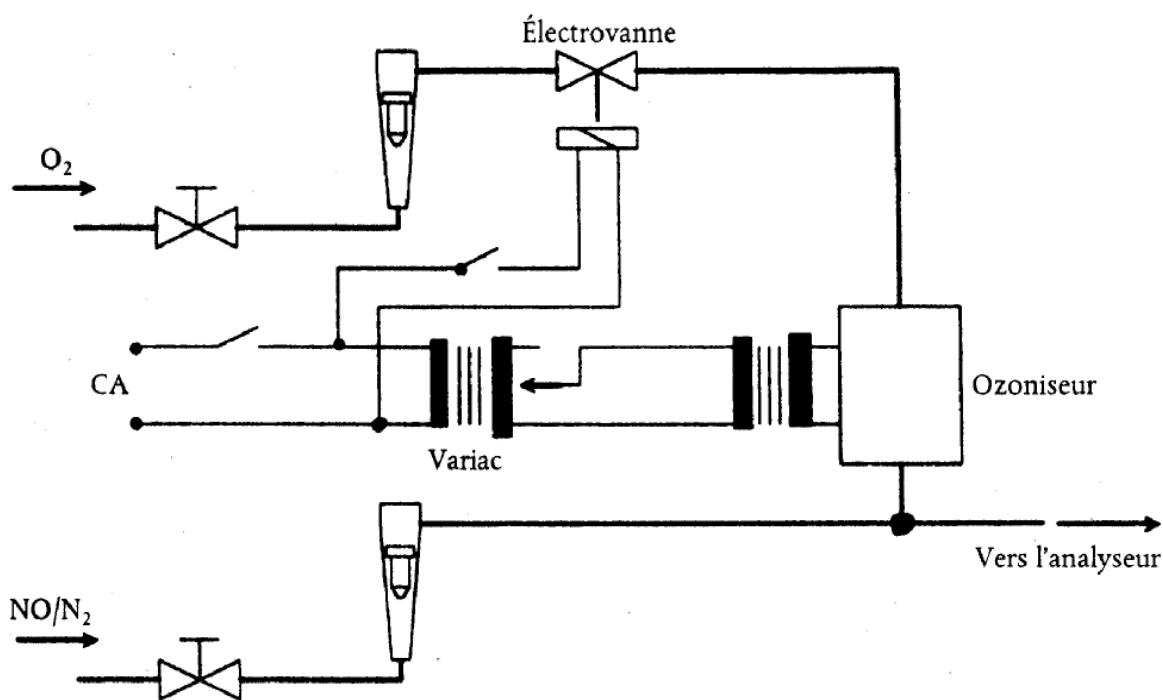 Électrovanne
O₂
CA
Ozoniseur
Variac
Vers l'analyseur
NO/N₂